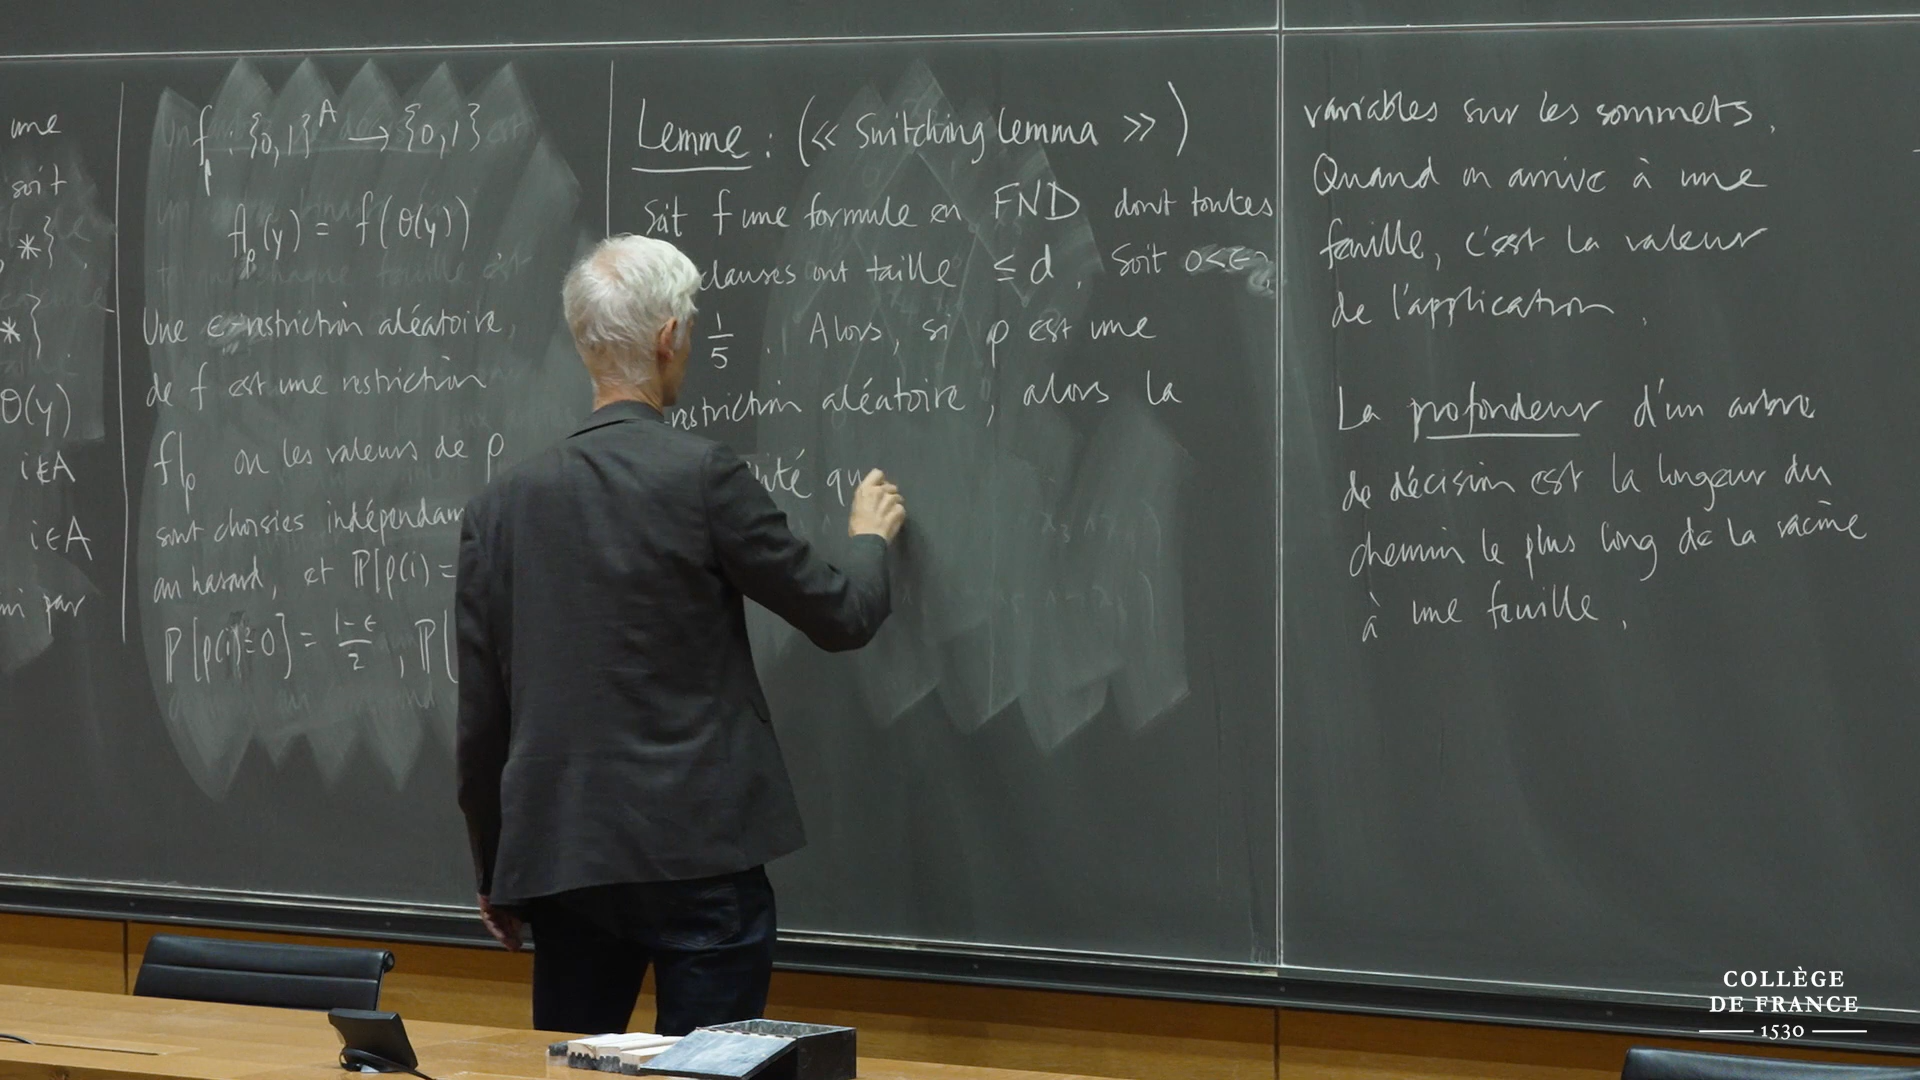 une
soit
*}
*}
θ(y)
i∉A
i∈A
par
f_ρ : {0,1}^A → {0,1}
f|_ρ(y) = f(θ(y))
Une ϵ-restriction aléatoire
de f est une restriction
f|_ρ où les valeurs de ρ
sont choisies indépendam
au hasard, et ℙ[ρ(i) =
ℙ[ρ(i) = 0] = (1-ϵ)/2 , ℙ[
Lemme : (« Switching lemma »)
Soit f une formule en FND dont toutes
clauses ont taille ≤ d. Soit 0<ϵ
1/5 . Alors, si ρ est une
-restriction aléatoire, alors la
ité qu
variables sur les sommets.
Quand on arrive à une
feuille, c'est la valeur
de l'application.
La profondeur d'un arbre
de décision est la longeur du
chemin le plus long de la racine
à une feuille.
COLLÈGE
DE FRANCE
1530